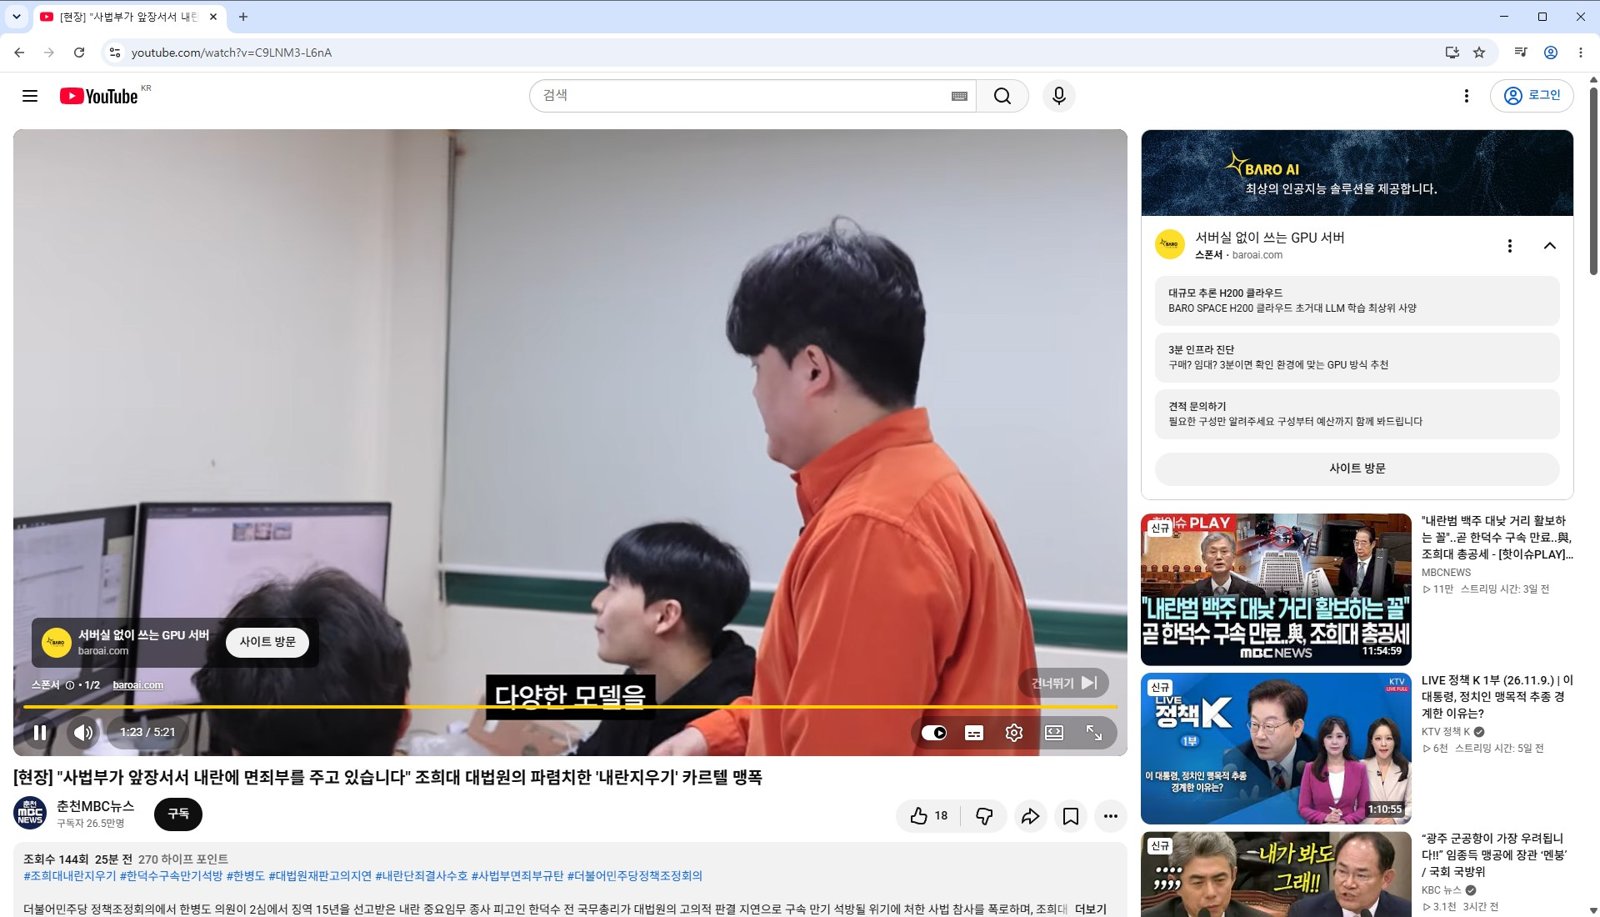 [현장] "사법부가 앞장서서 내란
youtube.com/watch?v=C9LNM3-L6nA
YouTube KR
검색
로그인
다양한 모델을
서버실 없이 쓰는 GPU 서버
baroai.com
사이트 방문
스폰서 • 1/2 baroai.com
건너뛰기
1:23 / 5:21
[현장] "사법부가 앞장서서 내란에 면죄부를 주고 있습니다" 조희대 대법원의 파렴치한 '내란지우기' 카르텔 맹폭
춘천MBC뉴스
구독자 26.5만명
구독
18
조회수 144회 25분 전 270 하이프 포인트
#조희대내란지우기 #한덕수구속만기석방 #한병도 #대법원재판고의지연 #내란단죄결사수호 #사법부면죄부규탄 #더불어민주당정책조정회의
더불어민주당 정책조정회의에서 한병도 의원이 2심에서 징역 15년을 선고받은 내란 중요임무 종사 피고인 한덕수 전 국무총리가 대법원의 고의적 판결 지연으로 구속 만기 석방될 위기에 처한 사법 참사를 폭로하며, 조희대 더보기
BARO AI
최상의 인공지능 솔루션을 제공합니다.
서버실 없이 쓰는 GPU 서버
스폰서 · baroai.com
대규모 추론 H200 클라우드
BARO SPACE H200 클라우드 초거대 LLM 학습 최상위 사양
3분 인프라 진단
구매? 임대? 3분이면 확인 환경에 맞는 GPU 방식 추천
견적 문의하기
필요한 구성만 알려주세요 구성부터 예산까지 함께 봐드립니다
사이트 방문
신규
PLAY
"내란범 백주 대낮 거리 활보하는 꼴"
곧 한덕수 구속 만료..與, 조희대 총공세
MBC NEWS
11:54:59
"내란범 백주 대낮 거리 활보하
는 꼴"..곧 한덕수 구속 만료..與,
조희대 총공세 - [핫이슈PLAY]...
MBCNEWS
11만 스트리밍 시간: 3일 전
신규
LIVE
정책K
1부
KTV
LIVE FULL
이 대통령, 정치인 맹목적 추종
경계한 이유는?
1:10:55
LIVE 정책 K 1부 (26.11.9.) | 이
대통령, 정치인 맹목적 추종 경
계한 이유는?
KTV 정책 K
6천 스트리밍 시간: 5일 전
신규
내가 봐도
그래!!
"광주 군공항이 가장 우려됩니
다!!" 임종득 맹공에 장관 '멘붕'
/ 국회 국방위
KBC 뉴스
3.1천 3시간 전